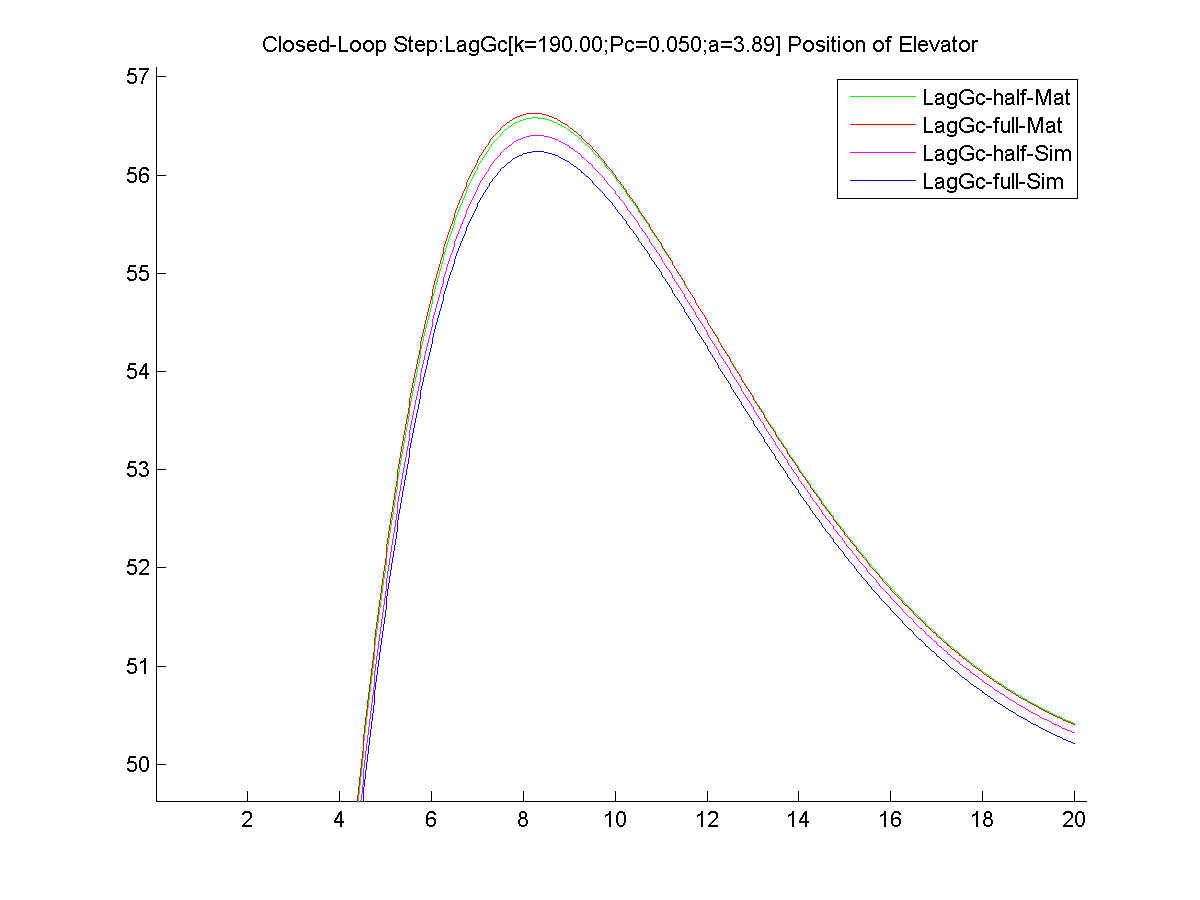 Closed-Loop Step:LagGc[k=190.00;Pc=0.050;a=3.89] Position of Elevator
57
56
55
54
53
52
51
50
2 4 6 8 10 12 14 16 18 20
LagGc-half-Mat
LagGc-full-Mat
LagGc-half-Sim
LagGc-full-Sim